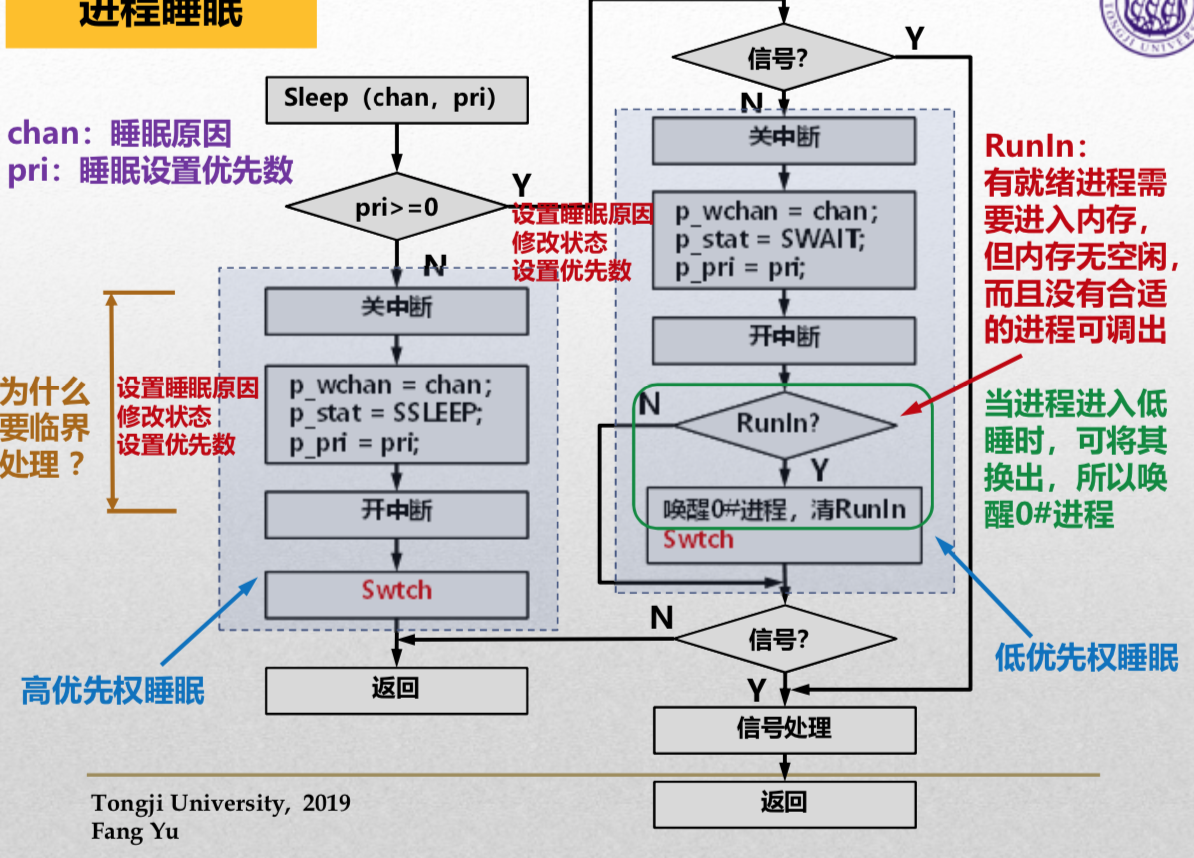 进程睡眠
TONGJI UNIVER
Sleep（chan，pri）
chan：睡眠原因
pri：睡眠设置优先数
pri>=0
Y
N
为什么
要临界
处理？
设置睡眠原因
修改状态
设置优先数
关中断
p_wchan = chan;
p_stat = SSLEEP;
p_pri = pri;
开中断
Swtch
返回
高优先权睡眠
信号?
Y
N
设置睡眠原因
修改状态
设置优先数
关中断
p_wchan = chan;
p_stat = SWAIT;
p_pri = pri;
开中断
N
RunIn?
Y
唤醒0#进程，清RunIn
Swtch
N
信号?
Y
信号处理
返回
RunIn：
有就绪进程需
要进入内存，
但内存无空闲，
而且没有合适
的进程可调出
当进程进入低
睡时，可将其
换出，所以唤
醒0#进程
低优先权睡眠
Tongji University, 2019
Fang Yu